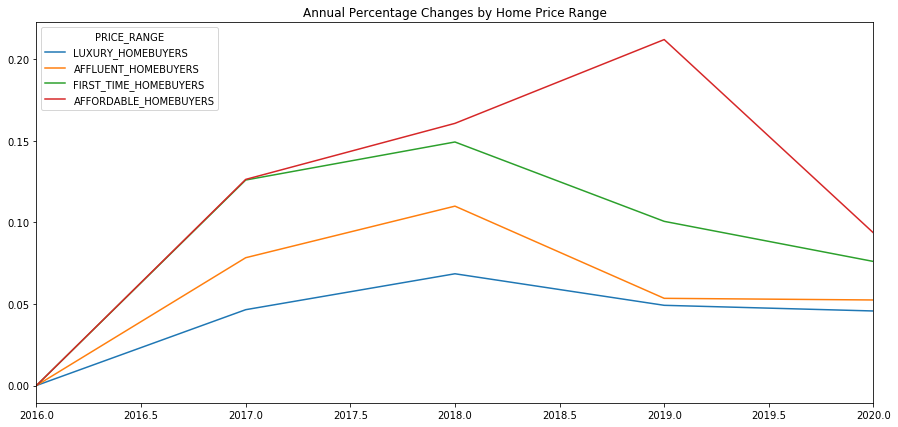 Annual Percentage Changes by Home Price Range
PRICE_RANGE
LUXURY_HOMEBUYERS
AFFLUENT_HOMEBUYERS
FIRST_TIME_HOMEBUYERS
AFFORDABLE_HOMEBUYERS
0.20
0.15
0.10
0.05
0.00
2016.0 2016.5 2017.0 2017.5 2018.0 2018.5 2019.0 2019.5 2020.0